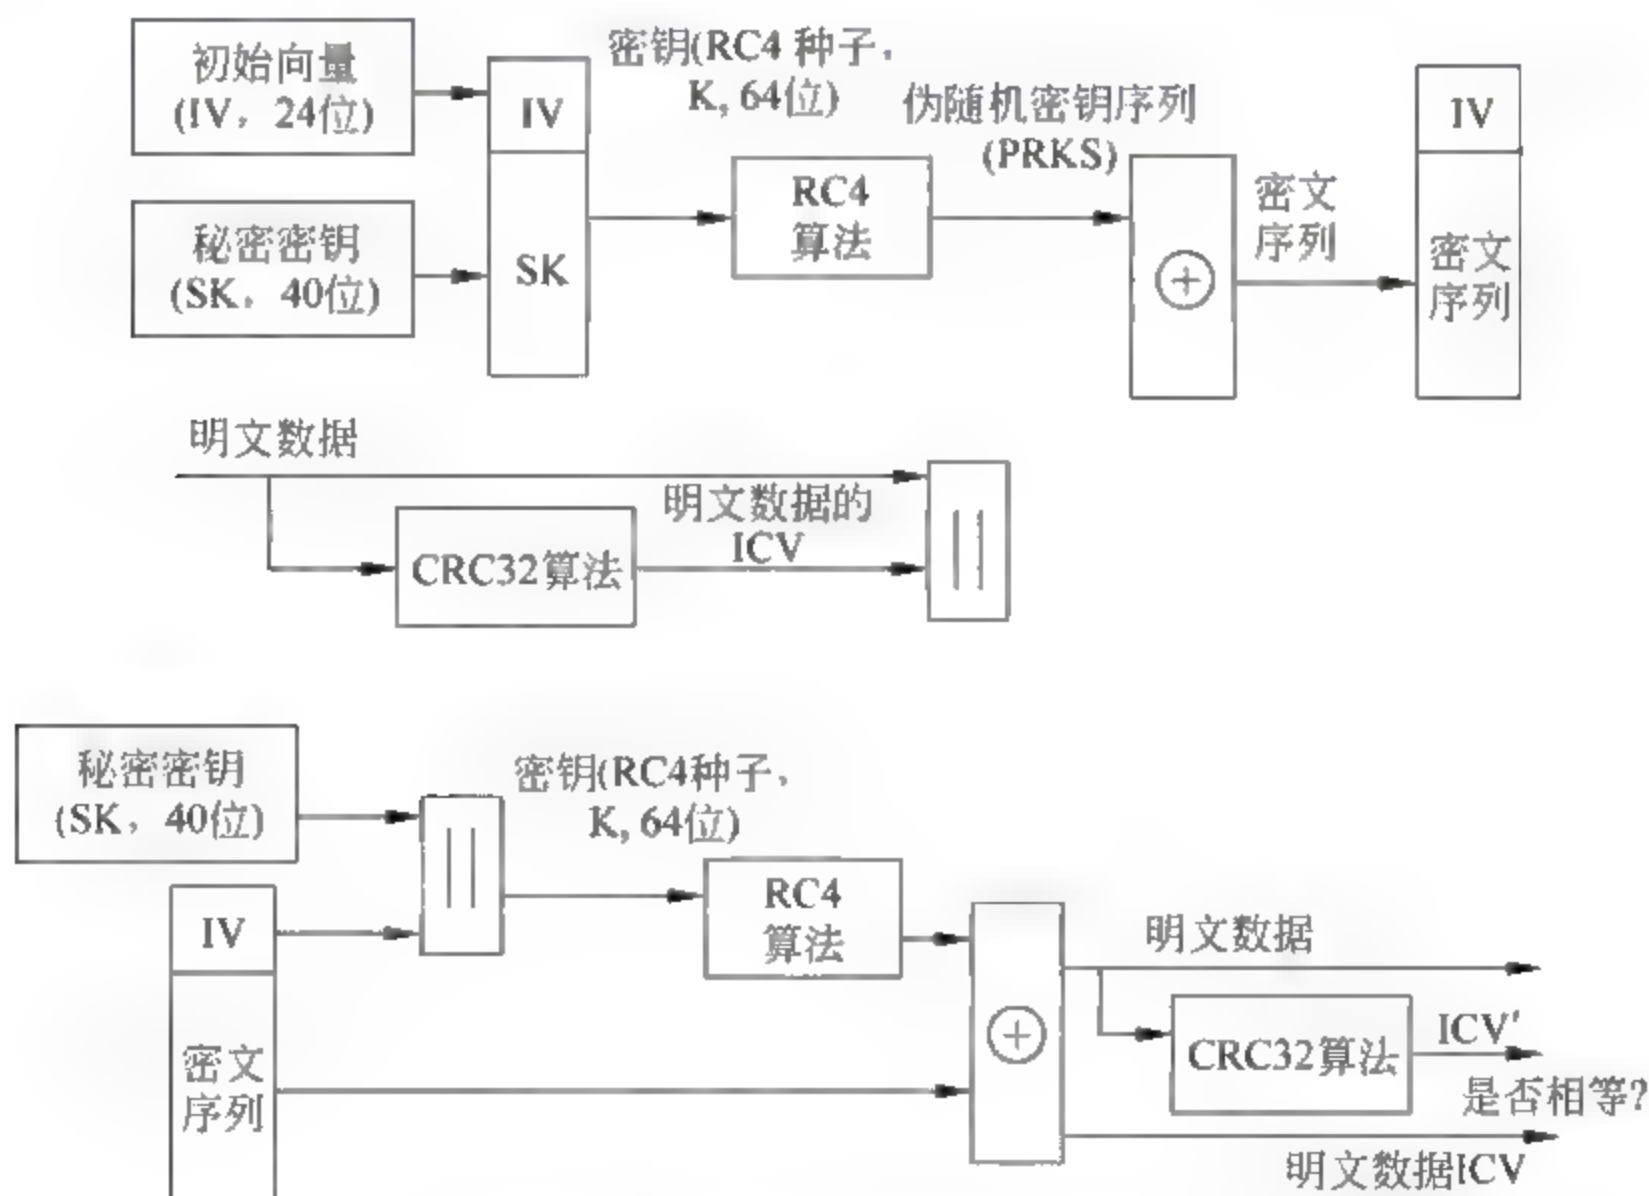 初始向量
(IV，24位)
IV
密钥(RC4 种子，
K, 64位)
伪随机密钥序列
(PRKS)
IV
秘密密钥
(SK，40位)
SK
RC4
算法
密文
序列
密文
序列
明文数据
明文数据的
ICV
CRC32算法
秘密密钥
(SK，40位)
密钥(RC4种子，
K, 64位)
IV
RC4
算法
明文数据
密文
序列
CRC32算法
ICV'
是否相等?
明文数据ICV